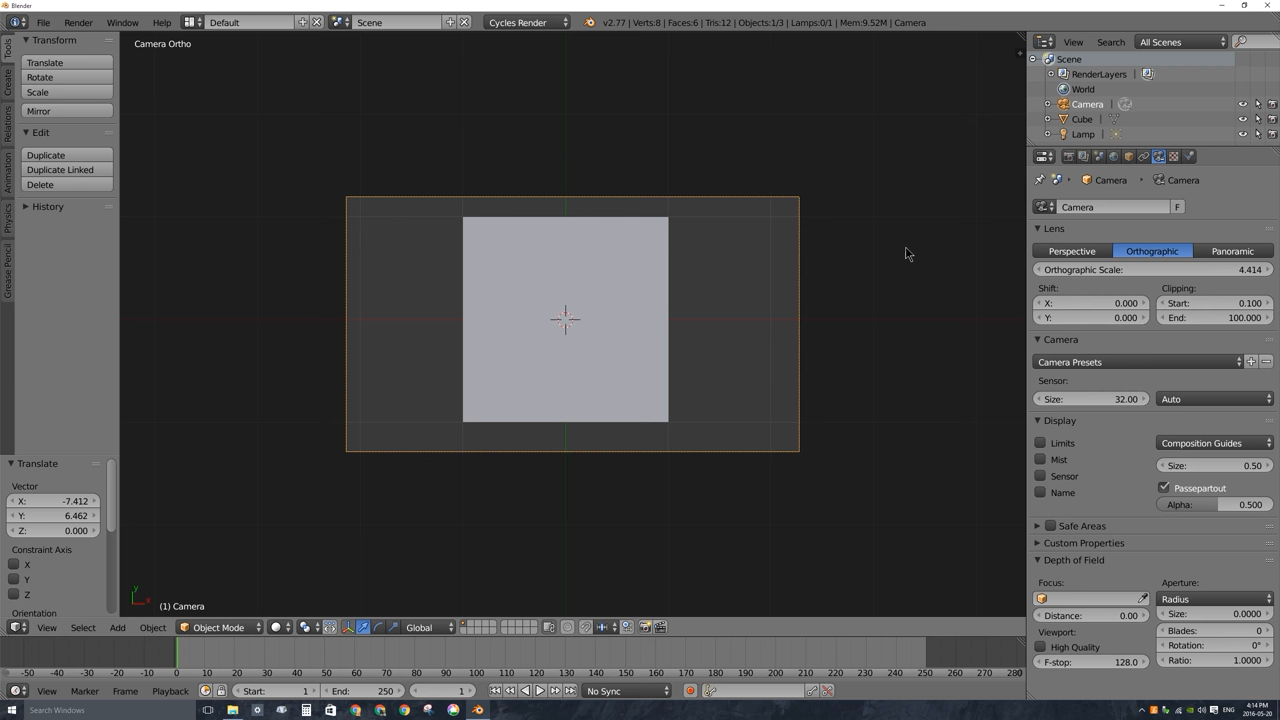 Blender
File Render Window Help Default Scene Cycles Render v2.77 | Verts:8 | Faces:6 | Tris:12 | Objects:1/3 | Lamps:0/1 | Mem:9.52M | Camera
Tools
Create
Relations
Animation
Physics
Grease Pencil
Transform
Translate
Rotate
Scale
Mirror
Edit
Duplicate
Duplicate Linked
Delete
History
Translate
Vector
X: -7.412
Y: 6.462
Z: 0.000
Constraint Axis
X
Y
Z
Orientation
Camera Ortho
(1) Camera
View Select Add Object Object Mode Global
View Search All Scenes
Scene
RenderLayers
World
Camera
Cube
Lamp
Camera Camera
Camera F
Lens
Perspective Orthographic Panoramic
Orthographic Scale: 4.414
Shift: Clipping:
X: 0.000 Start: 0.100
Y: 0.000 End: 100.000
Camera
Camera Presets
Sensor:
Size: 32.00 Auto
Display
Limits Composition Guides
Mist Size: 0.50
Sensor Passepartout
Name Alpha: 0.500
Safe Areas
Custom Properties
Depth of Field
Focus: Aperture:
Radius
Distance: 0.00 Size: 0.0000
Viewport: Blades: 0
High Quality Rotation: 0°
F-stop: 128.0 Ratio: 1.0000
-50 -40 -30 -20 -10 0 10 20 30 40 50 60 70 80 90 100 110 120 130 140 150 160 170 180 190 200 210 220 230 240 250 260 270 280
View Marker Frame Playback Start: 1 End: 250 1 No Sync
Search Windows ENG 4:14 PM
2016-05-20